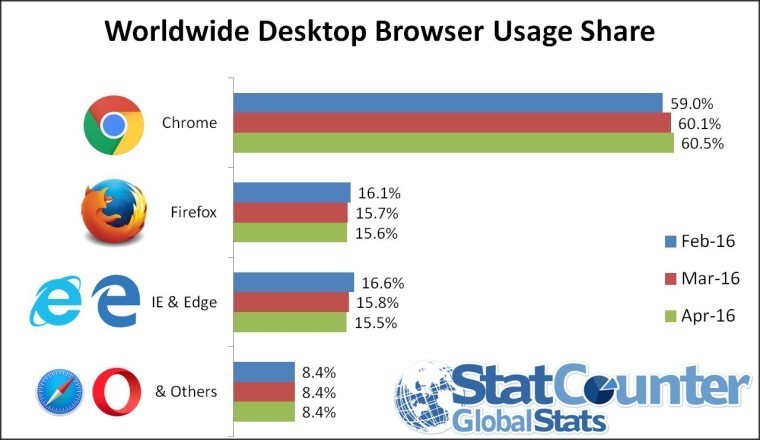 Worldwide Desktop Browser Usage Share
Chrome
59.0%
60.1%
60.5%
Firefox
16.1%
15.7%
15.6%
IE & Edge
16.6%
15.8%
15.5%
& Others
8.4%
8.4%
8.4%
Feb-16
Mar-16
Apr-16
StatCounter
GlobalStats